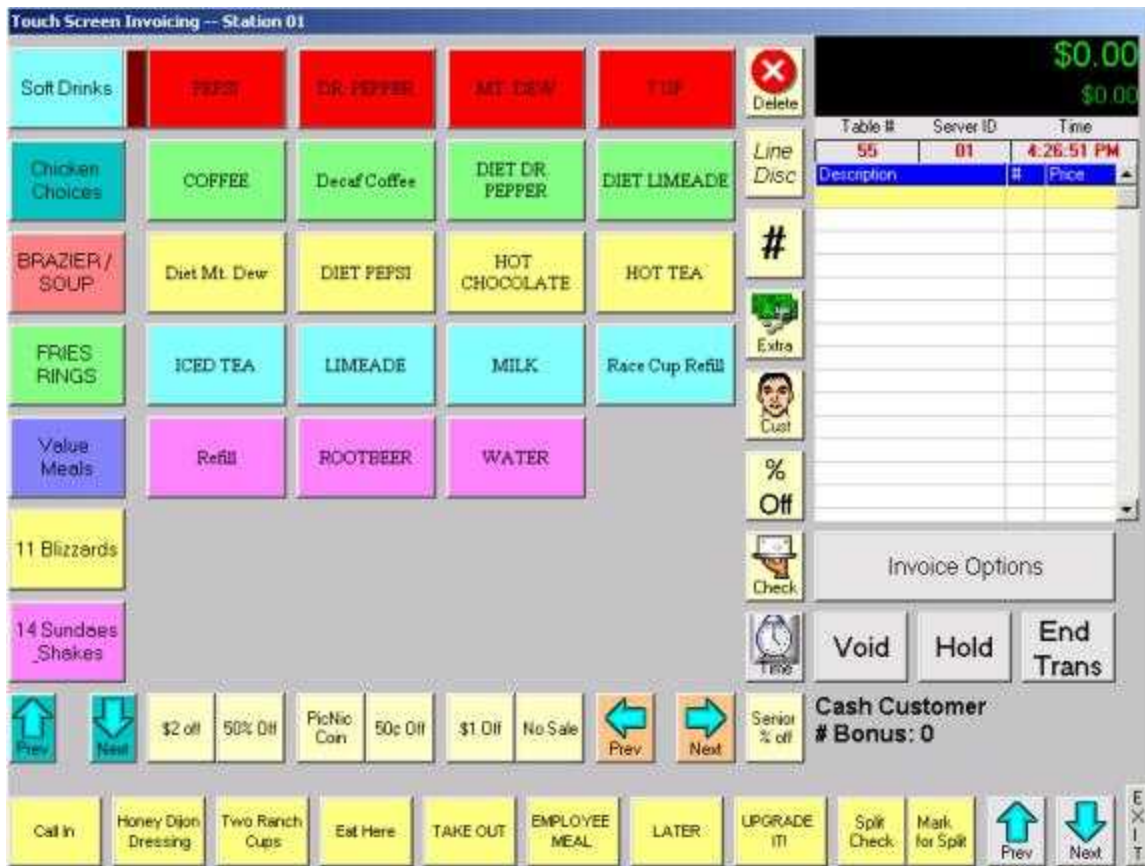 Touch Screen Invoicing -- Station 01
Soft Drinks
PEPSI
DR. PEPPER
MT. DEW
7 UP
Delete
$0.00
$0.00
Table #
Server ID
Time
55
01
4:26:51 PM
Description
#
Price
Chicken
Choices
COFFEE
Decaf Coffee
DIET DR.
PEPPER
DIET LIMEADE
Line
Disc
BRAZIER /
SOUP
Diet Mt. Dew
DIET PEPSI
HOT
CHOCOLATE
HOT TEA
#
Extra
FRIES
RINGS
ICED TEA
LIMEADE
MILK
Race Cup Refill
Cust
Value
Meals
Refill
ROOTBEER
WATER
%
Off
11 Blizzards
Check
Invoice Options
14 Sundaes
_Shakes
Time
Void
Hold
End
Trans
Prev
Next
$2 off
50% Off
PicNic
Coin
50c Off
$1 Off
No Sale
Prev
Next
Senior
% off
Cash Customer
# Bonus: 0
Call In
Honey Dijon
Dressing
Two Ranch
Cups
Eat Here
TAKE OUT
EMPLOYEE
MEAL
LATER
UPGRADE
IT!
Split
Check
Mark
for Split
Prev
Next
EXIT